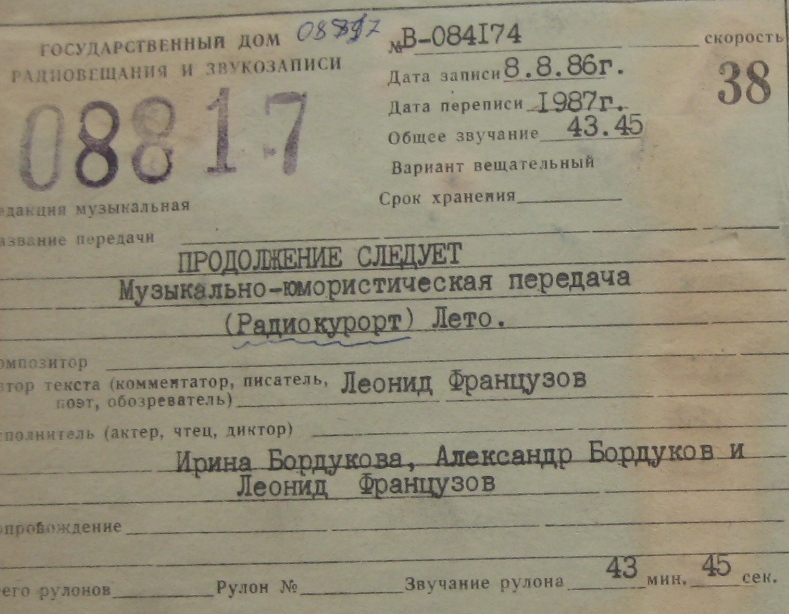 ГОСУДАРСТВЕННЫЙ ДОМ
РАДИОВЕЩАНИЯ И ЗВУКОЗАПИСИ
08817
№ В-084174 скорость
38
Дата записи 8.8.86г.
Дата переписи 1987г.
Общее звучание 43.45
Вариант вещательный
Срок хранения
едакция музыкальная
азвание передачи
ПРОДОЛЖЕНИЕ СЛЕДУЕТ
Музыкально-юмористическая передача
(Радиокурорт) Лето.
омпозитор
втор текста (комментатор, писатель, Леонид Французов
поэт, обозреватель)
сполнитель (актер, чтец, диктор)
Ирина Бордукова, Александр Бордуков и
Леонид Французов
опровождение
его рулонов Рулон № Звучание рулона 43 мин. 45 сек.